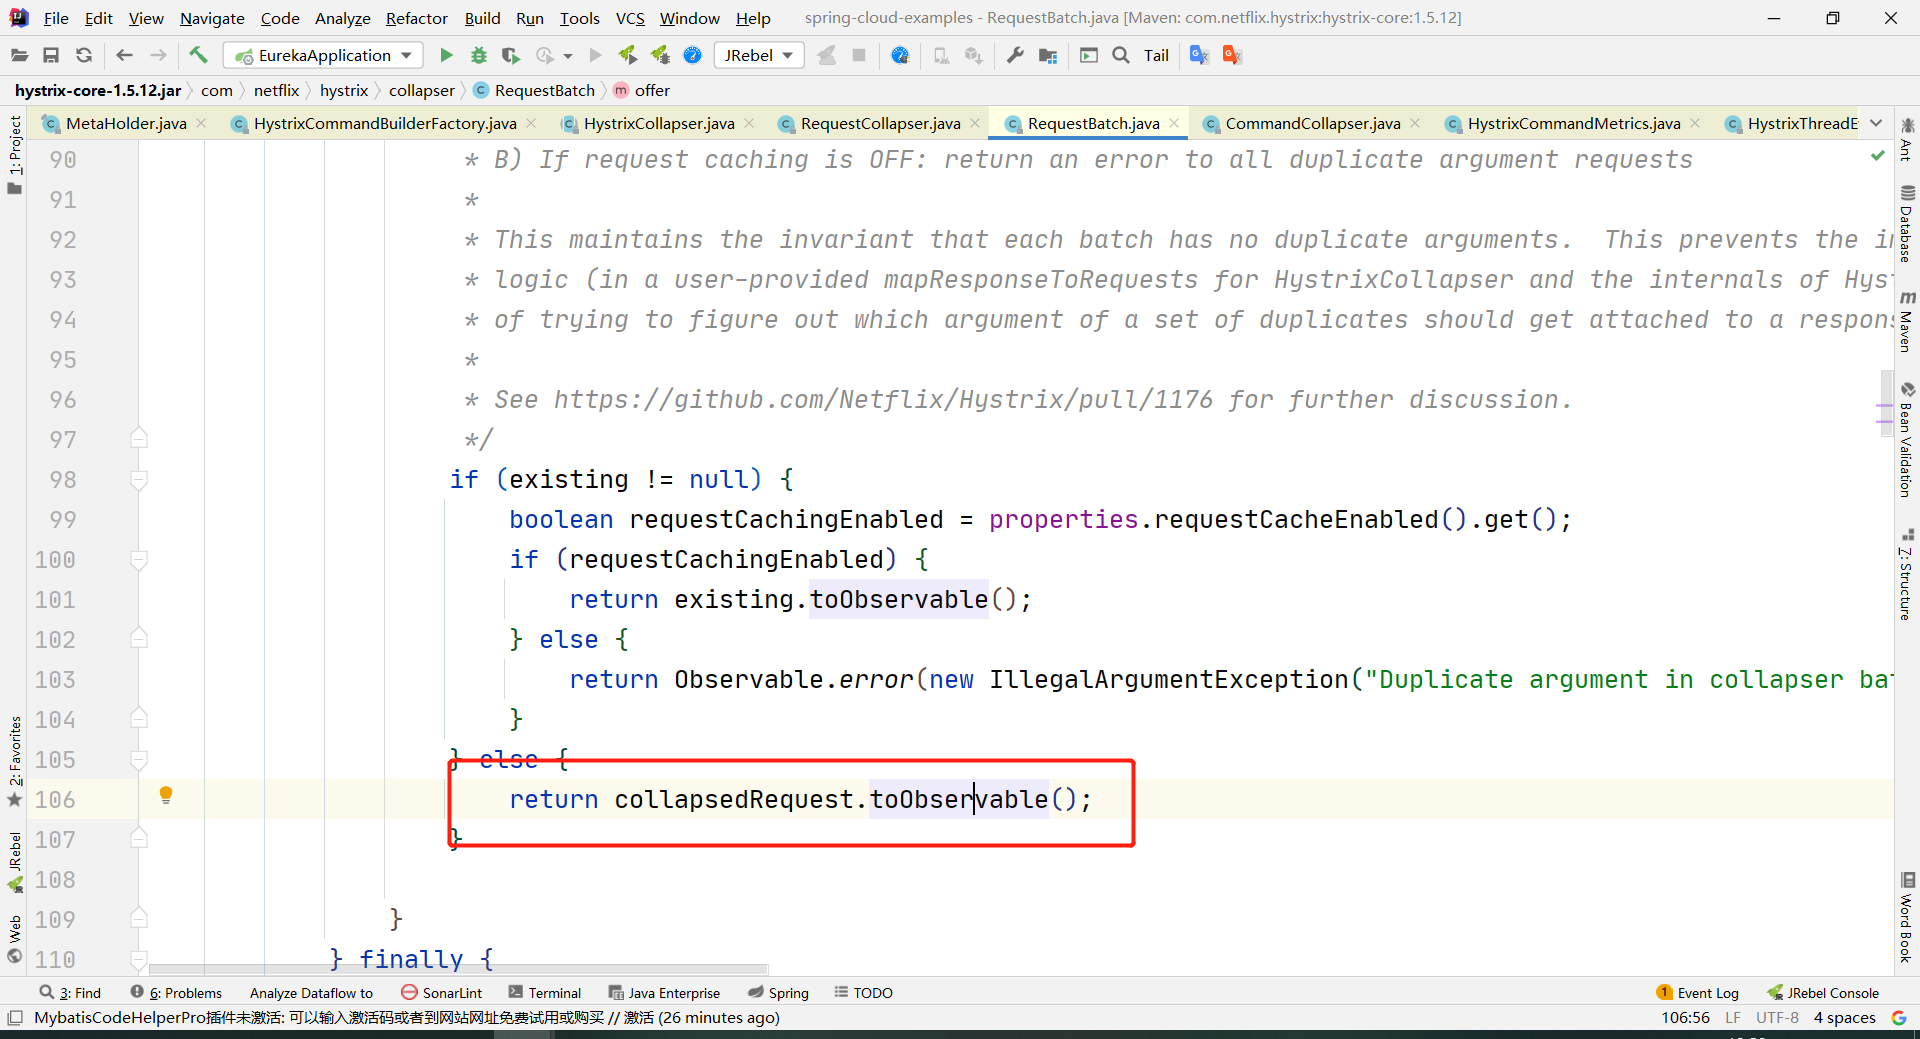 File Edit View Navigate Code Analyze Refactor Build Run Tools VCS Window Help spring-cloud-examples - RequestBatch.java [Maven: com.netflix.hystrix:hystrix-core:1.5.12]
EurekaApplication JRebel Tail
hystrix-core-1.5.12.jar com netflix hystrix collapser RequestBatch offer
MetaHolder.java HystrixCommandBuilderFactory.java HystrixCollapser.java RequestCollapser.java RequestBatch.java CommandCollapser.java HystrixCommandMetrics.java HystrixThreadE
90 * B) If request caching is OFF: return an error to all duplicate argument requests
91 *
92 * This maintains the invariant that each batch has no duplicate arguments.  This prevents the i
93 * logic (in a user-provided mapResponseToRequests for HystrixCollapser and the internals of Hys
94 * of trying to figure out which argument of a set of duplicates should get attached to a respon
95 *
96 * See https://github.com/Netflix/Hystrix/pull/1176 for further discussion.
97 */
98 if (existing != null) {
99 boolean requestCachingEnabled = properties.requestCacheEnabled().get();
100 if (requestCachingEnabled) {
101 return existing.toObservable();
102 } else {
103 return Observable.error(new IllegalArgumentException("Duplicate argument in collapser ba
104 }
105 } else {
106 return collapsedRequest.toObservable();
107 }
108
109 }
110 } finally {
1: Project
2: Favorites
JRebel
Web
Ant
Database
Maven
Bean Validation
7: Structure
Word Book
3: Find 6: Problems Analyze Dataflow to SonarLint Terminal Java Enterprise Spring TODO 1 Event Log JRebel Console
MybatisCodeHelperPro插件未激活: 可以输入激活码或者到网站网址免费试用或购买 // 激活 (26 minutes ago) 106:56 LF UTF-8 4 spaces